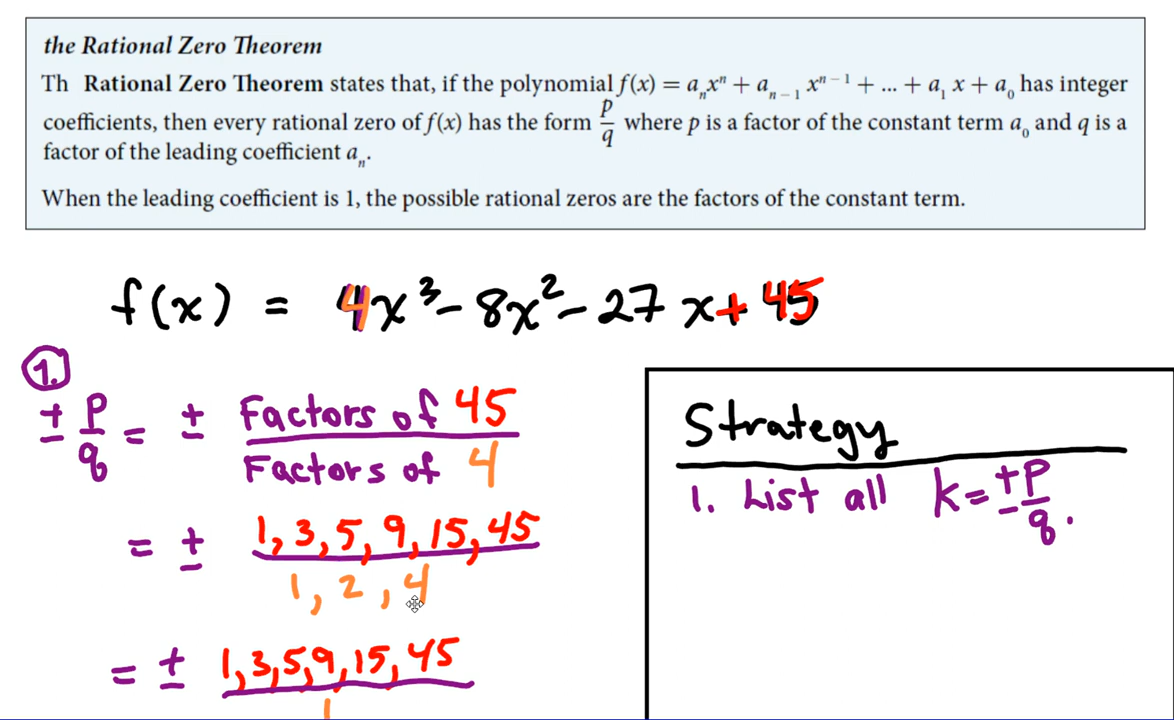 the Rational Zero Theorem
Th Rational Zero Theorem states that, if the polynomial f(x) = aₙxⁿ + aₙ₋₁ xⁿ⁻¹ + ... + a₁ x + a₀ has integer
coefficients, then every rational zero of f(x) has the form p/q where p is a factor of the constant term a₀ and q is a
factor of the leading coefficient aₙ.
When the leading coefficient is 1, the possible rational zeros are the factors of the constant term.
f(x) = 4x³ - 8x² - 27x + 45
1.
± p/q = ± Factors of 45
Factors of 4
= ± 1, 3, 5, 9, 15, 45
1, 2, 4
= ± 1, 3, 5, 9, 15, 45
1
Strategy
1. List all k = ± p/q.